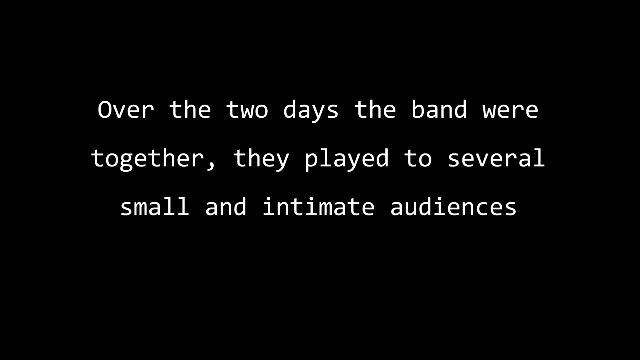 Over the two days the band were
together, they played to several
small and intimate audiences